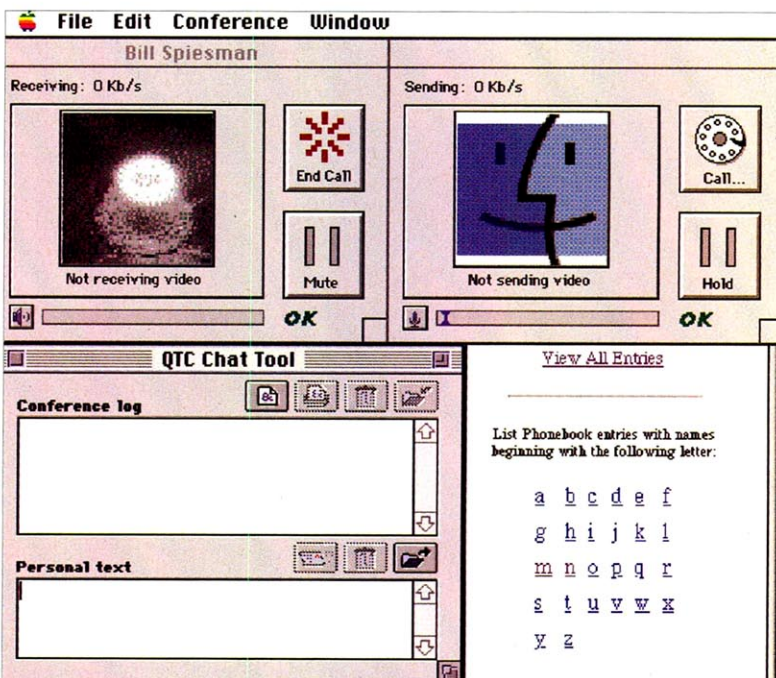 File Edit Conference Window
Bill Spiesman
Receiving: 0 Kb/s
End Call
Not receiving video
Mute
OK
Sending: 0 Kb/s
Call...
Not sending video
Hold
OK
QTC Chat Tool
Conference log
Personal text
View All Entries
List Phonebook entries with names
beginning with the following letter:
a b c d e f
g h i j k l
m n o p q r
s t u v w x
y z